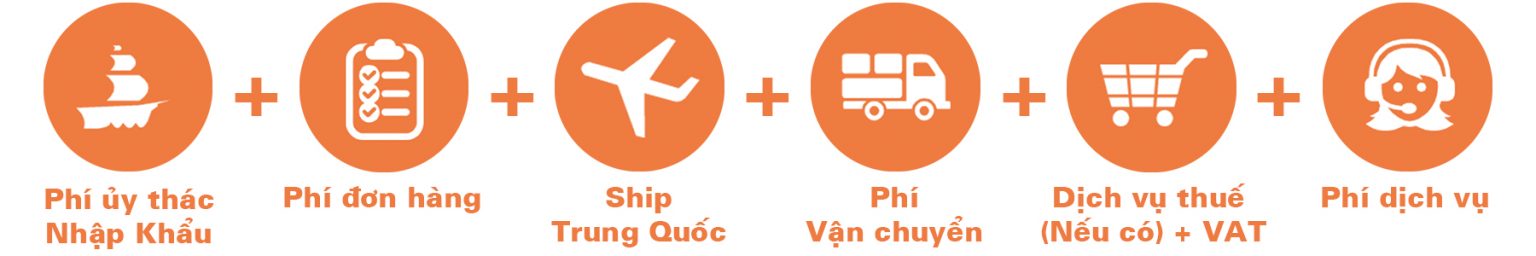 Phí ủy thác
Nhập Khẩu
Phí đơn hàng
Ship
Trung Quốc
Phí
Vận chuyển
Dịch vụ thuế
(Nếu có) + VAT
Phí dịch vụ